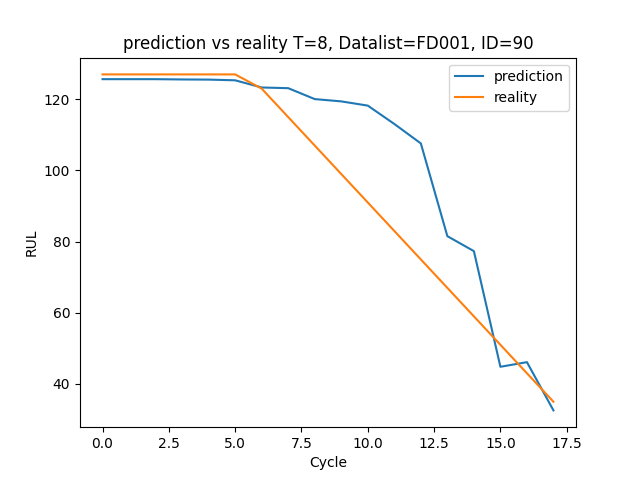 prediction vs reality T=8, Datalist=FD001, ID=90
prediction
reality
RUL
120
100
80
60
40
0.0 2.5 5.0 7.5 10.0 12.5 15.0 17.5
Cycle